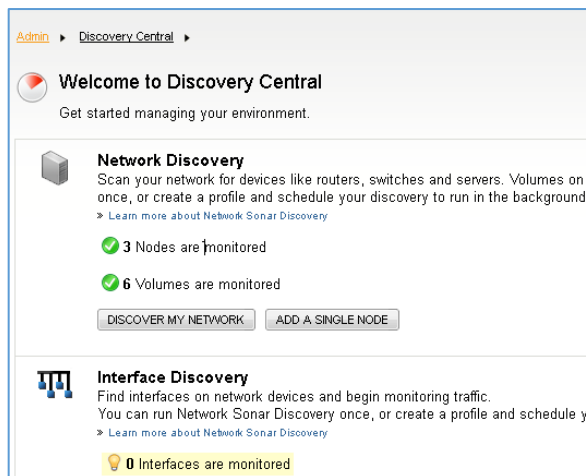 Admin ▸ Discovery Central ▸
Welcome to Discovery Central
Get started managing your environment.
Network Discovery
Scan your network for devices like routers, switches and servers. Volumes on
once, or create a profile and schedule your discovery to run in the background
» Learn more about Network Sonar Discovery
3 Nodes are monitored
6 Volumes are monitored
DISCOVER MY NETWORK ADD A SINGLE NODE
Interface Discovery
Find interfaces on network devices and begin monitoring traffic.
You can run Network Sonar Discovery once, or create a profile and schedule y
» Learn more about Network Sonar Discovery
0 Interfaces are monitored